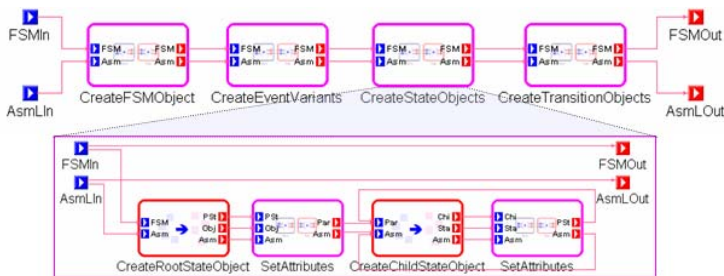 FSMIn FSM FSM FSM FSM FSM FSM FSM FSM FSMOut
Asm Asm Asm Asm Asm Asm Asm Asm
AsmLIn CreateFSMObject CreateEventVariants CreateStateObjects CreateTransitionObjects AsmLOut
FSMIn FSMOut
AsmLIn AsmLOut
FSM PSt PSt Par Par Chi Chi PSt
Obj Obj Sta Sta
Asm Asm Asm Asm Asm Asm Asm Asm
CreateRootStateObject SetAttributes CreateChildStateObject SetAttributes